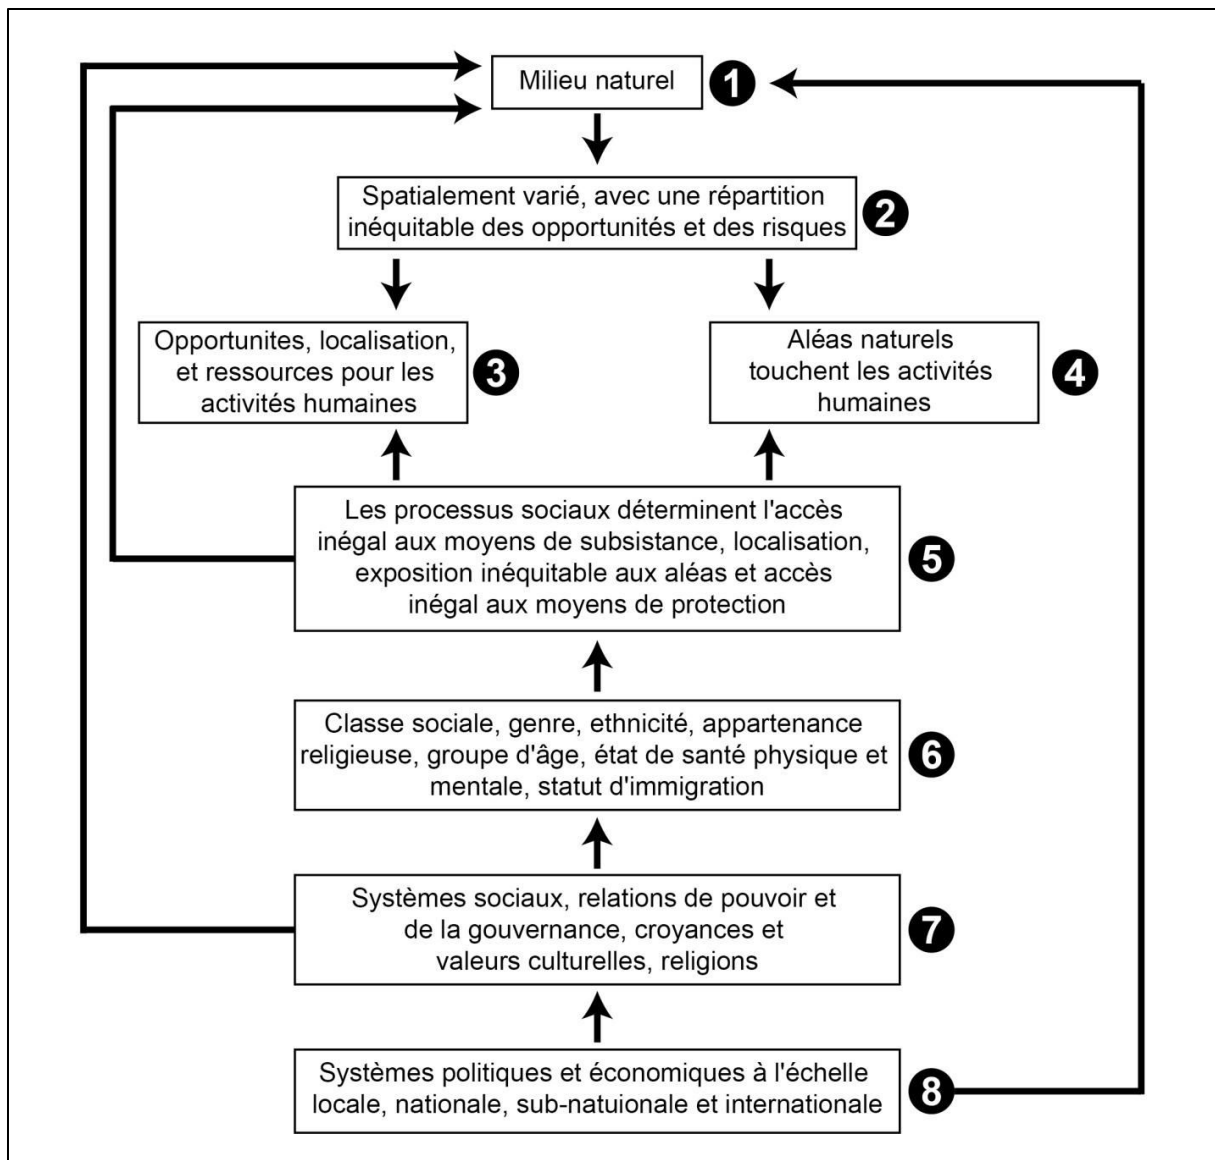 Milieu naturel
1
Spatialement varié, avec une répartition
inéquitable des opportunités et des risques
2
Opportunites, localisation,
et ressources pour les
activités humaines
3
Aléas naturels
touchent les activités
humaines
4
Les processus sociaux déterminent l'accès
inégal aux moyens de subsistance, localisation,
exposition inéquitable aux aléas et accès
inégal aux moyens de protection
5
Classe sociale, genre, ethnicité, appartenance
religieuse, groupe d'âge, état de santé physique et
mentale, statut d'immigration
6
Systèmes sociaux, relations de pouvoir et
de la gouvernance, croyances et
valeurs culturelles, religions
7
Systèmes politiques et économiques à l'échelle
locale, nationale, sub-natuionale et internationale
8